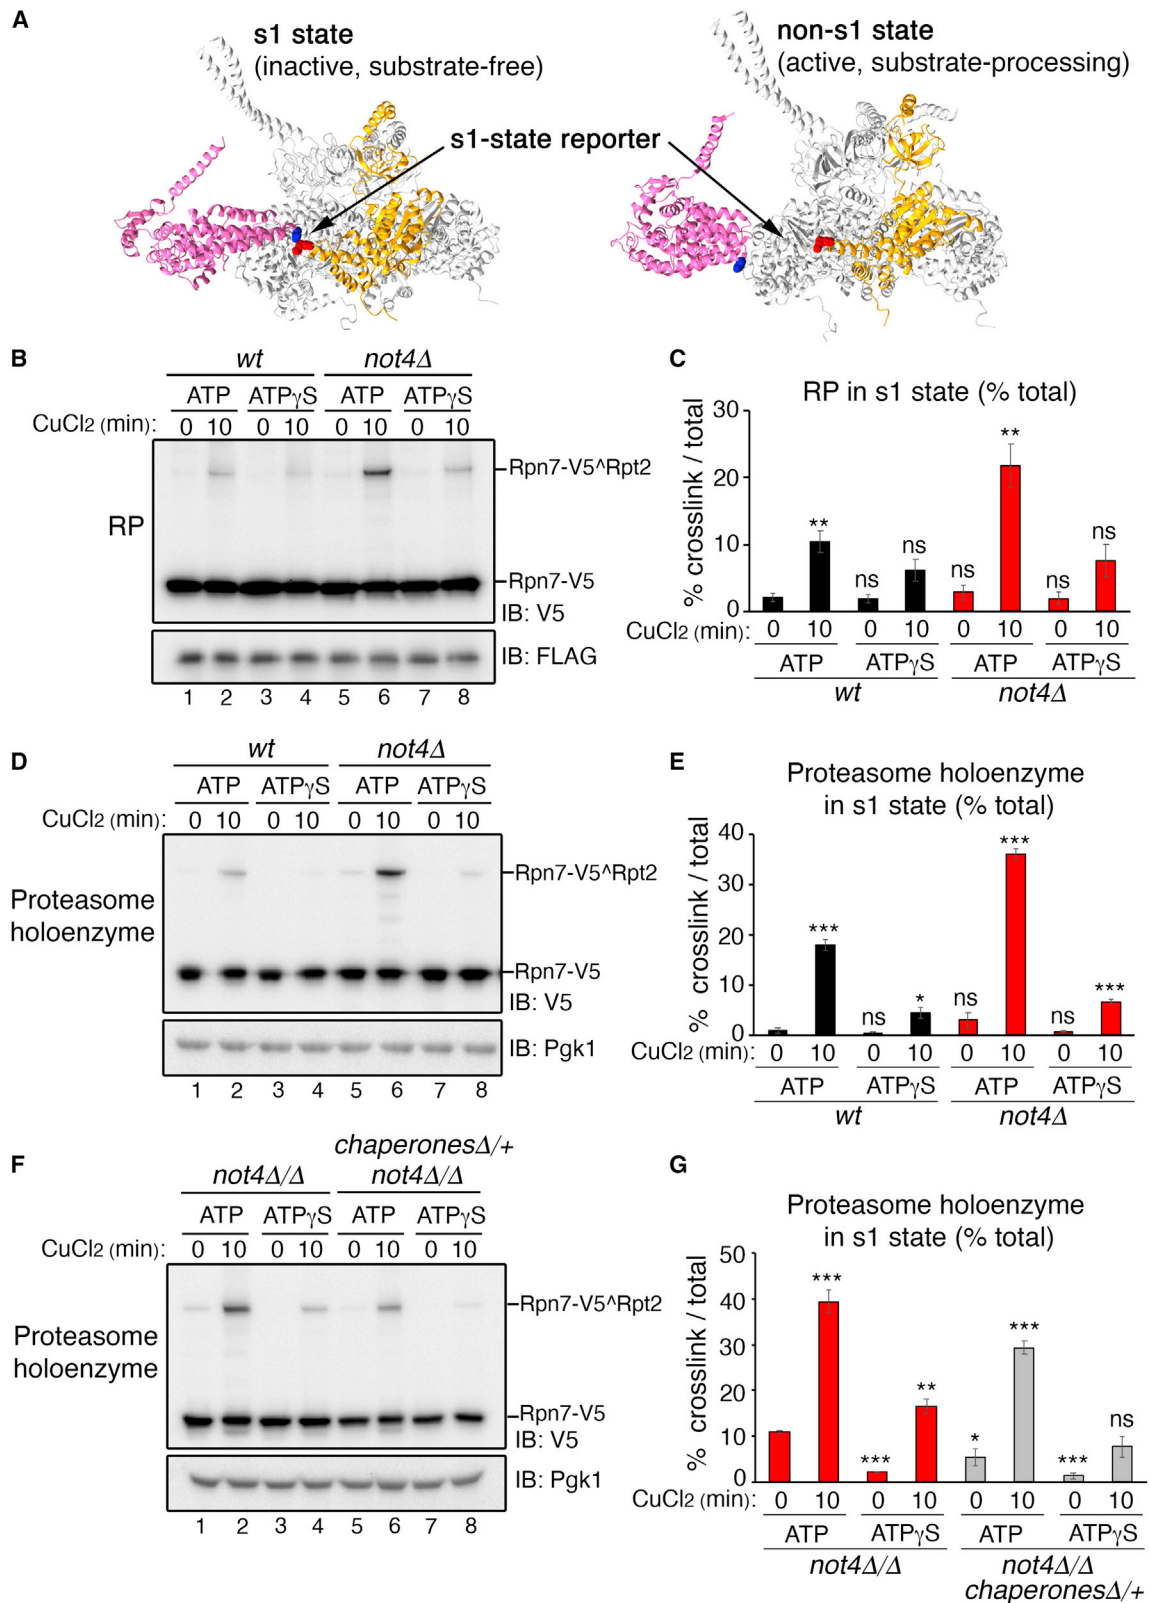 A
s1 state
(inactive, substrate-free)
non-s1 state
(active, substrate-processing)
s1-state reporter
B
wt not4Δ
ATP ATPγS ATP ATPγS
CuCl2 (min): 0 10 0 10 0 10 0 10
Rpn7-V5^Rpt2
RP
Rpn7-V5
IB: V5
IB: FLAG
1 2 3 4 5 6 7 8
C
RP in s1 state (% total)
% crosslink / total
30
20
10
0
** ns ns ns ** ns ns
CuCl2 (min): 0 10 0 10 0 10 0 10
ATP ATPγS ATP ATPγS
wt not4Δ
D
wt not4Δ
ATP ATPγS ATP ATPγS
CuCl2 (min): 0 10 0 10 0 10 0 10
Rpn7-V5^Rpt2
Proteasome
holoenzyme
Rpn7-V5
IB: V5
IB: Pgk1
1 2 3 4 5 6 7 8
E
Proteasome holoenzyme
in s1 state (% total)
% crosslink / total
40
30
20
10
0
*** ns * ns *** ns ***
CuCl2 (min): 0 10 0 10 0 10 0 10
ATP ATPγS ATP ATPγS
wt not4Δ
F
chaperonesΔ/+
not4Δ/Δ not4Δ/Δ
ATP ATPγS ATP ATPγS
CuCl2 (min): 0 10 0 10 0 10 0 10
Rpn7-V5^Rpt2
Proteasome
holoenzyme
Rpn7-V5
IB: V5
IB: Pgk1
1 2 3 4 5 6 7 8
G
Proteasome holoenzyme
in s1 state (% total)
% crosslink / total
50
40
30
20
10
0
*** *** ** * *** *** ns
CuCl2 (min): 0 10 0 10 0 10 0 10
ATP ATPγS ATP ATPγS
not4Δ/Δ not4Δ/Δ
chaperonesΔ/+